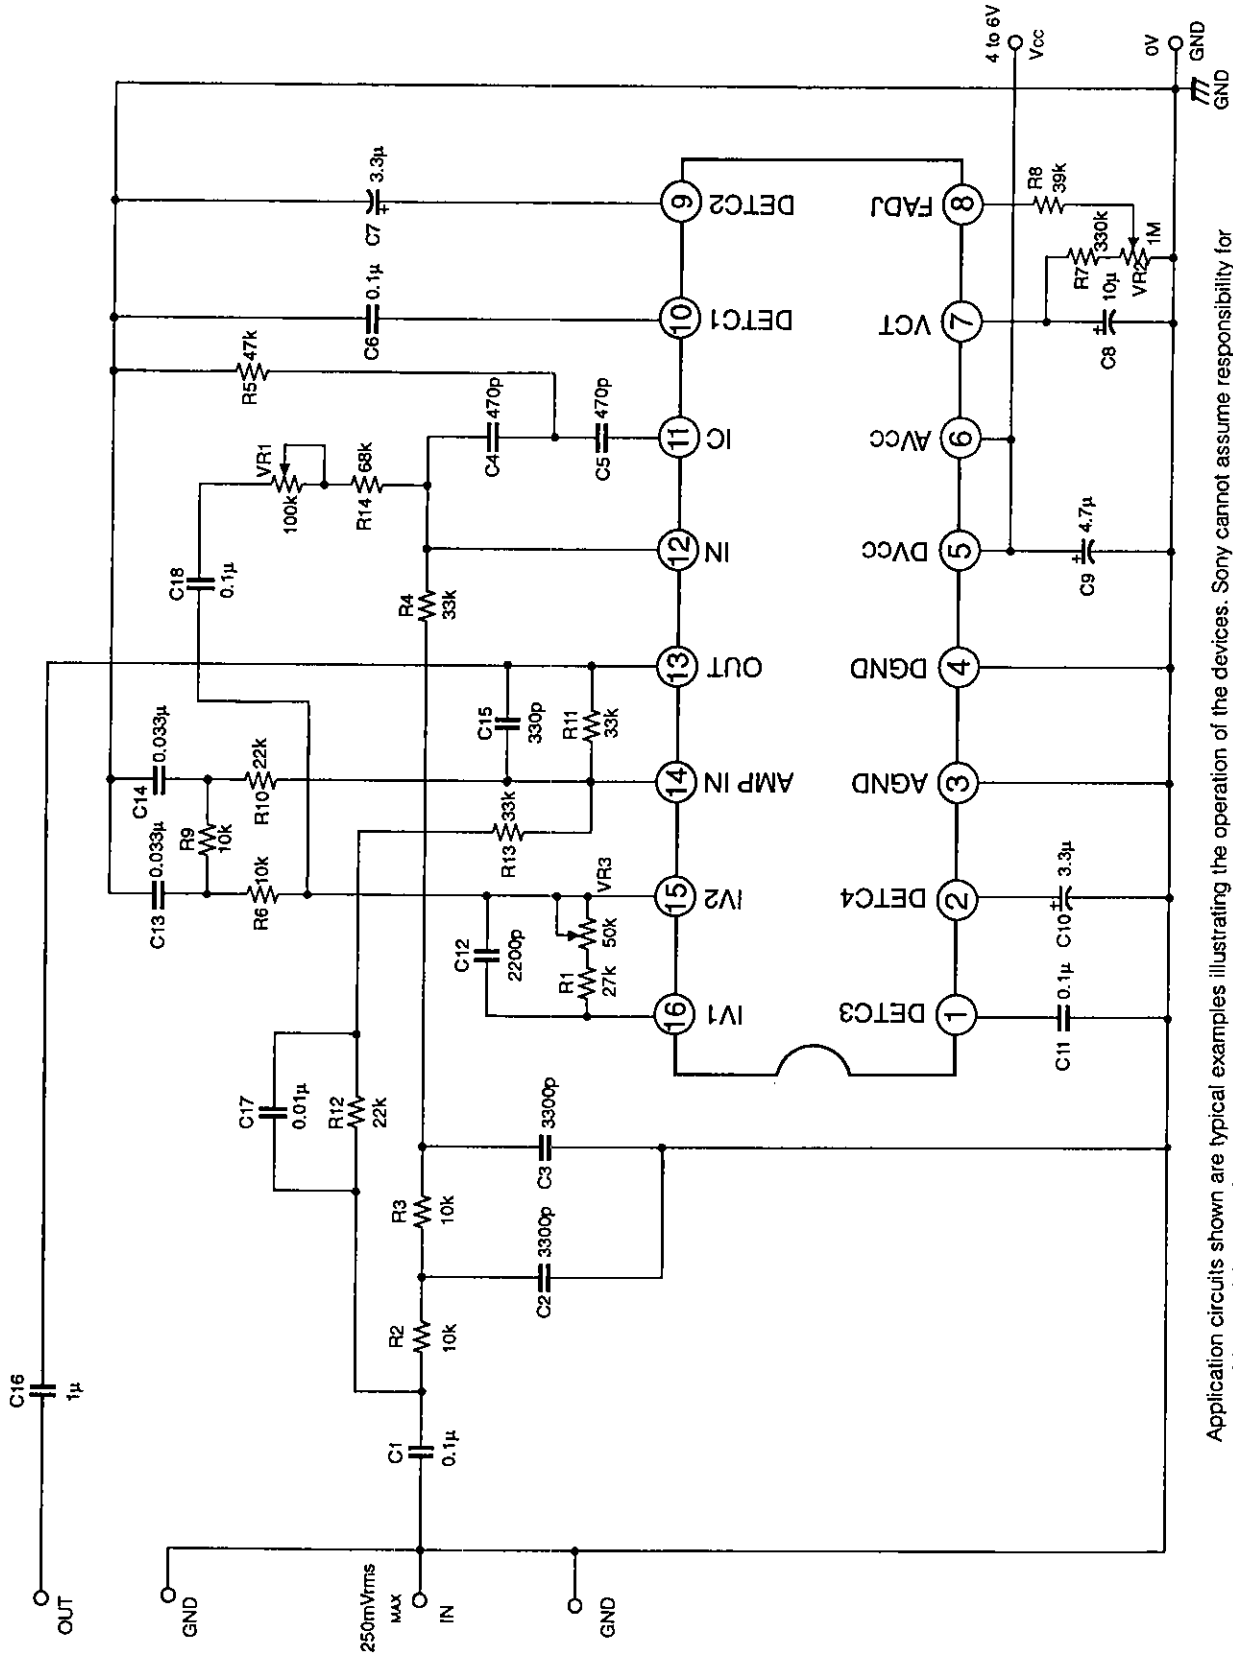 OUT
C16
1μ
GND
250mVrms
MAX
IN
GND
C1
0.1μ
R2
10k
C2
3300p
R3
10k
C3
3300p
C17
0.01μ
R12
22k
R4
33k
C13
0.033μ
C14
0.033μ
R9
10k
R6
10k
R10
22k
C18
0.1μ
VR1
100k
R14
68k
R5
47k
C4
470p
C5
470p
C6
0.1μ
C7
3.3μ
+
C12
2200p
R1
27k
VR3
50k
R13
33k
C15
330p
R11
33k
16
IV1
15
IV2
14
AMP IN
13
OUT
12
IN
11
IC
10
DETC1
9
DETC2
1
DETC3
2
DETC4
3
AGND
4
DGND
5
DVCC
6
AVCC
7
VCT
8
FADJ
C11
0.1μ
C10
3.3μ
+
C9
4.7μ
+
C8
10μ
+
R7
330k
VR2
1M
R8
39k
4 to 6V
Vcc
0V
GND
GND
Application circuits shown are typical examples illustrating the operation of the devices. Sony cannot assume responsibility for